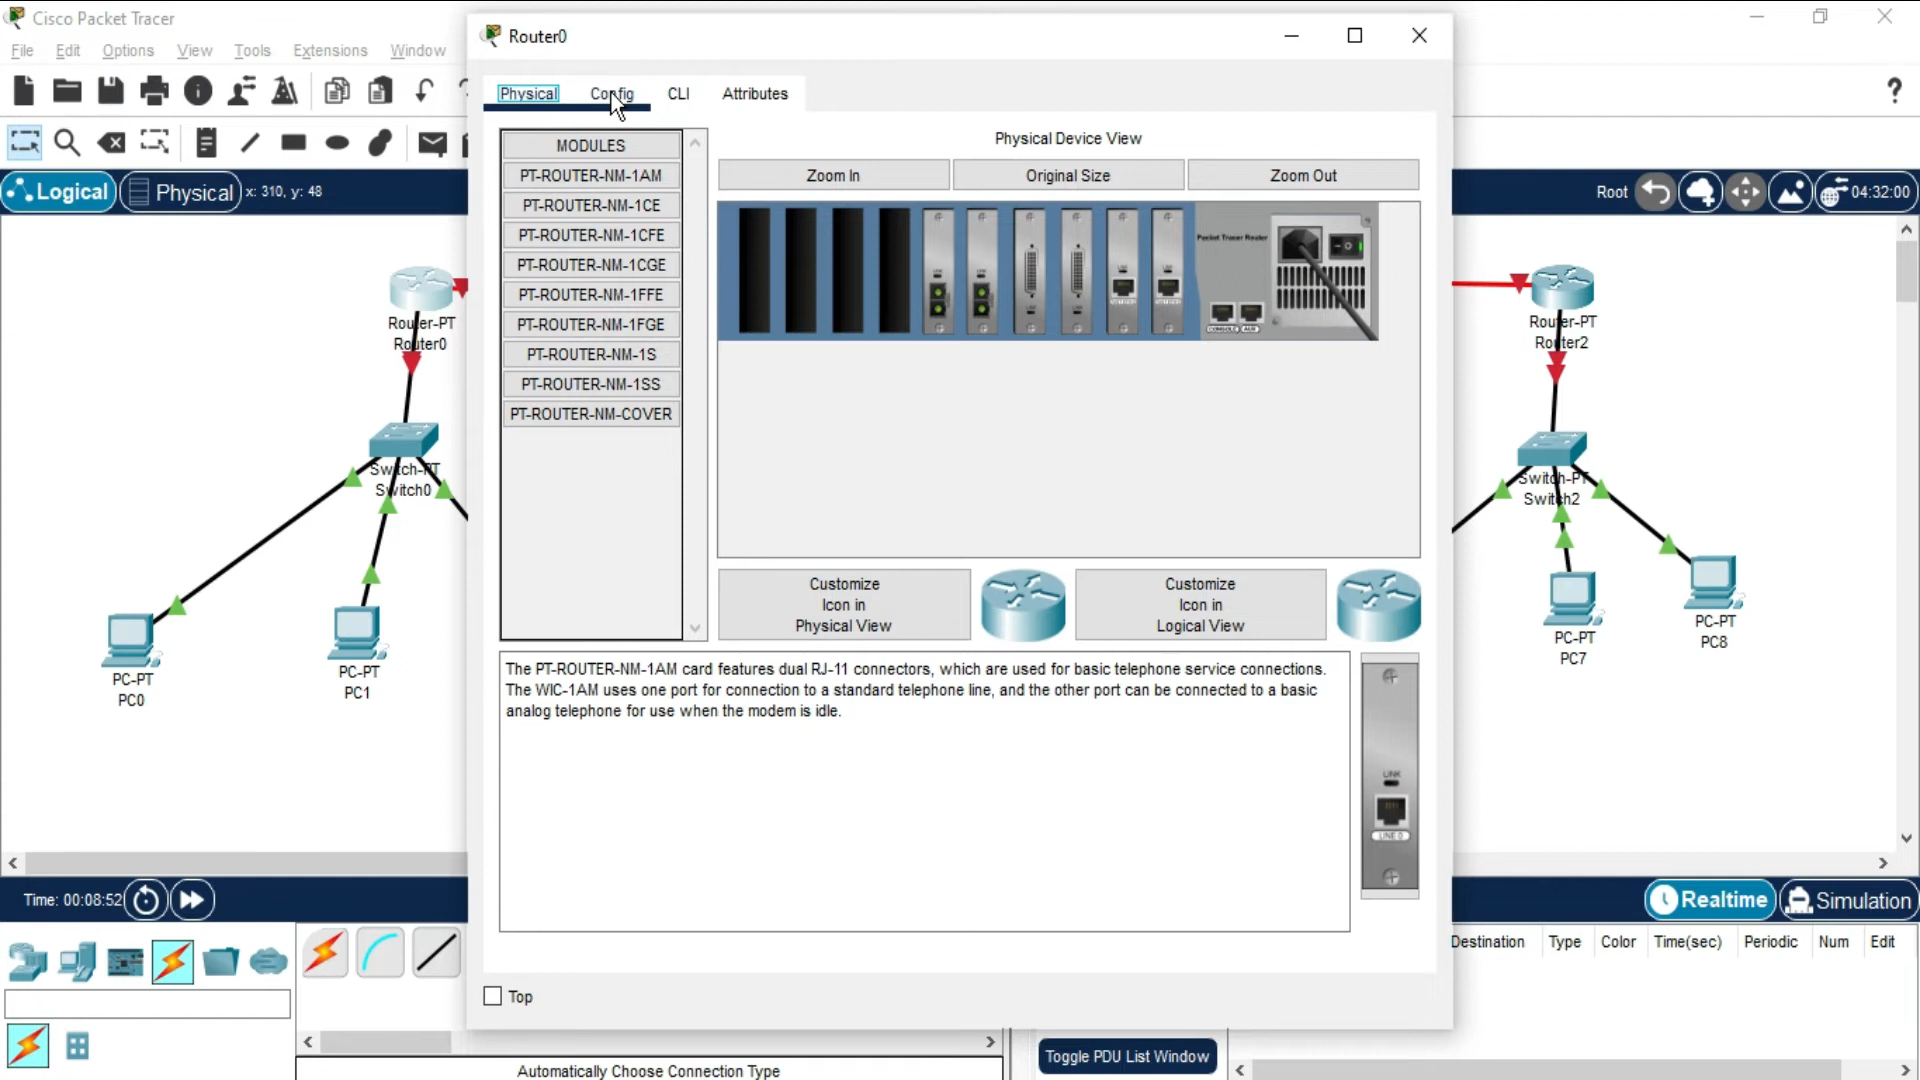 Cisco Packet Tracer
File Edit Options View Tools Extensions Window
Logical
Physical
x: 310, y: 48
Router-PT
Router0
Switch-PT
Switch0
PC-PT
PC0
PC-PT
PC1
Time: 00:08:52
Router0
Physical Config CLI Attributes
MODULES
PT-ROUTER-NM-1AM
PT-ROUTER-NM-1CE
PT-ROUTER-NM-1CFE
PT-ROUTER-NM-1CGE
PT-ROUTER-NM-1FFE
PT-ROUTER-NM-1FGE
PT-ROUTER-NM-1S
PT-ROUTER-NM-1SS
PT-ROUTER-NM-COVER
Physical Device View
Zoom In Original Size Zoom Out
Packet Tracer Router
CONSOLE AUX
Customize
Icon in
Physical View
Customize
Icon in
Logical View
The PT-ROUTER-NM-1AM card features dual RJ-11 connectors, which are used for basic telephone service connections.
The WIC-1AM uses one port for connection to a standard telephone line, and the other port can be connected to a basic
analog telephone for use when the modem is idle.
LINK
LINE 0
Top
?
Root
04:32:00
Router-PT
Router2
Switch-PT
Switch2
PC-PT
PC7
PC-PT
PC8
Realtime
Simulation
Destination Type Color Time(sec) Periodic Num Edit
Automatically Choose Connection Type
Toggle PDU List Window